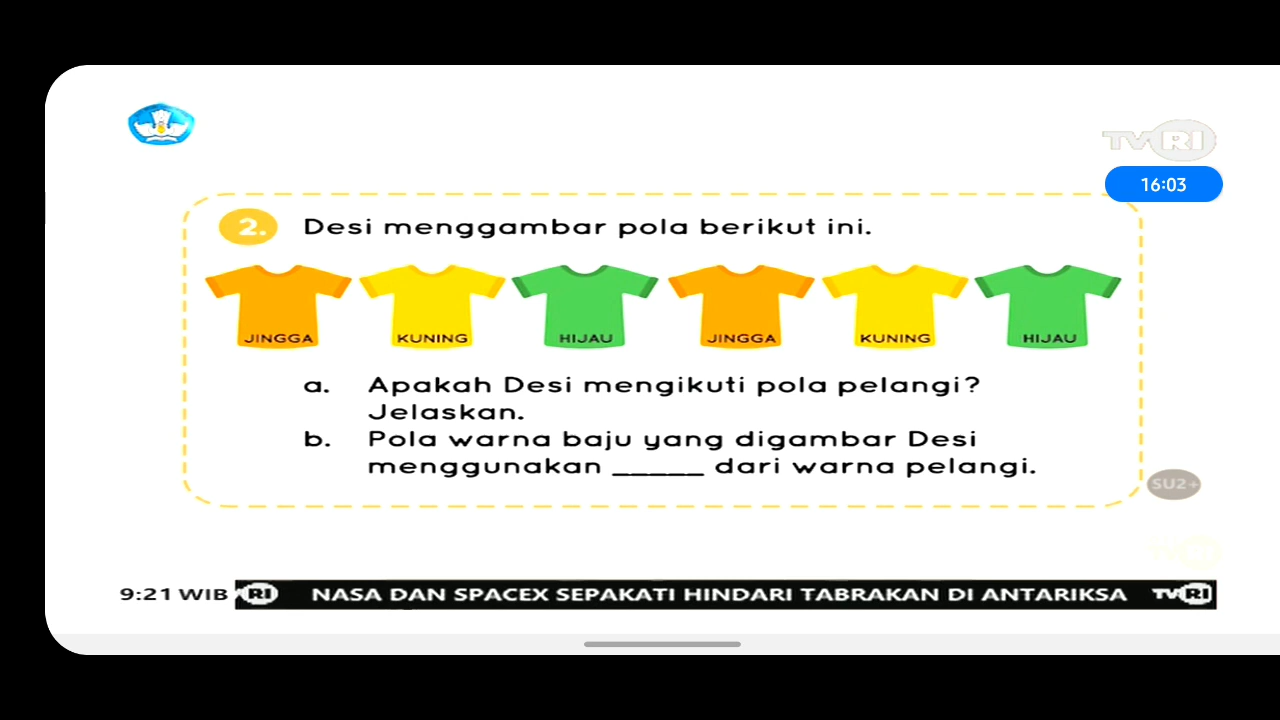 TVRI
16:03
2. Desi menggambar pola berikut ini.
JINGGA KUNING HIJAU JINGGA KUNING HIJAU
a. Apakah Desi mengikuti pola pelangi?
Jelaskan.
b. Pola warna baju yang digambar Desi
menggunakan _____ dari warna pelangi.
SU2+
9:21 WIB RI NASA DAN SPACEX SEPAKATI HINDARI TABRAKAN DI ANTARIKSA TVRI